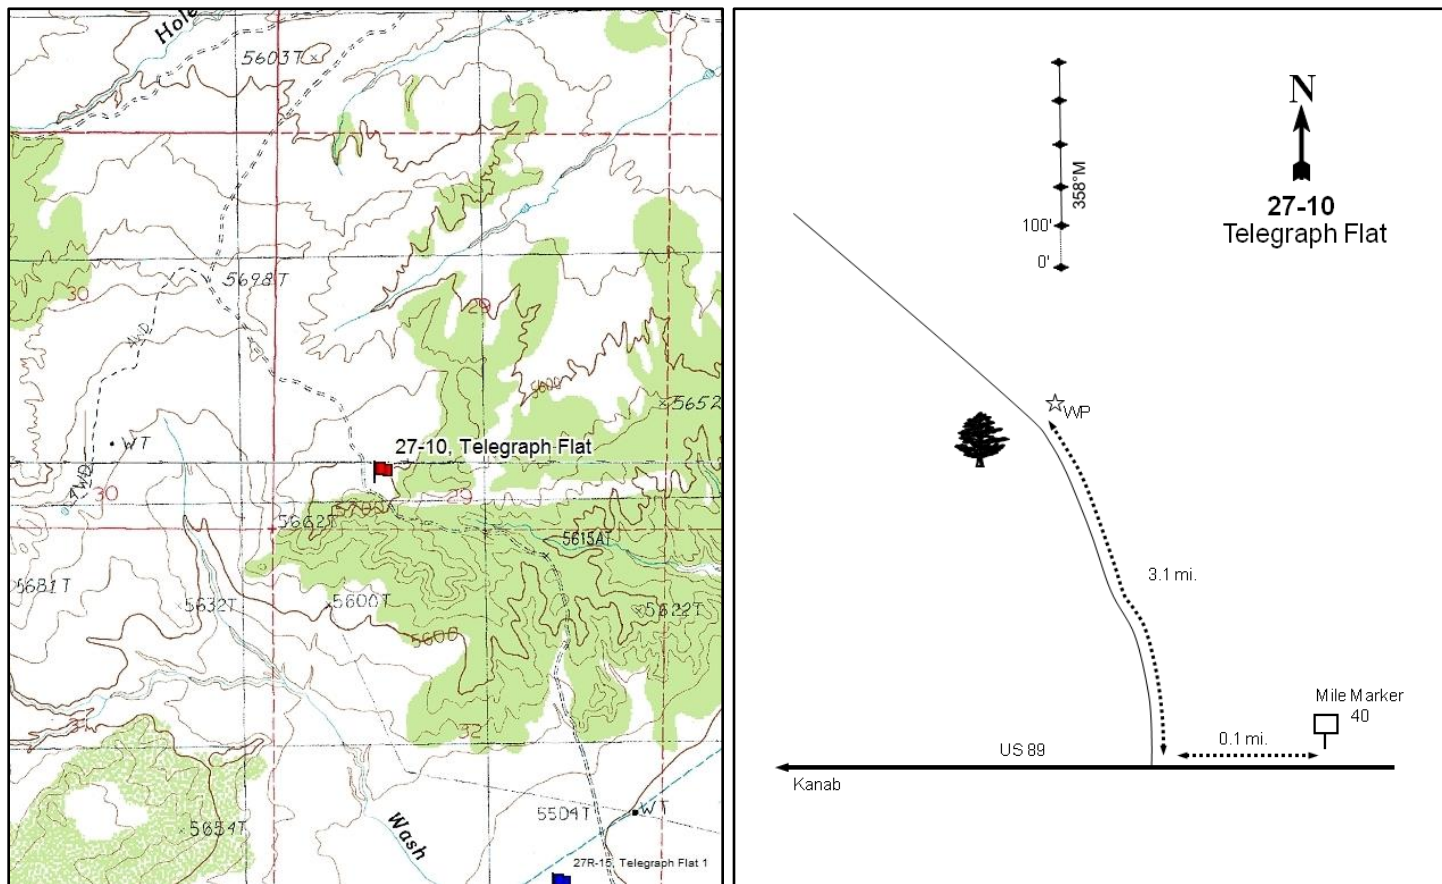 Hole
5603T
5698T
30
29
4WD
5600
5652
WT
27-10, Telegraph Flat
4WD
30
29
5700
5662T
5615AT
5681T
5632T
5600T
5622T
5600
31
32
5504T
WT
5654T
Wash
27R-15, Telegraph Flat 1
N
27-10
Telegraph Flat
358°M
100'
0'
WP
3.1 mi.
Mile Marker
40
0.1 mi.
US 89
Kanab